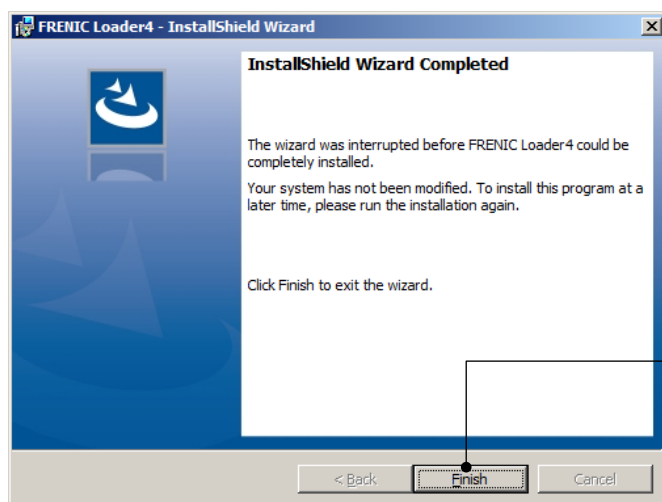 FRENIC Loader4 - InstallShield Wizard
InstallShield Wizard Completed
The wizard was interrupted before FRENIC Loader4 could be
completely installed.
Your system has not been modified. To install this program at a
later time, please run the installation again.
Click Finish to exit the wizard.
< Back
Finish
Cancel